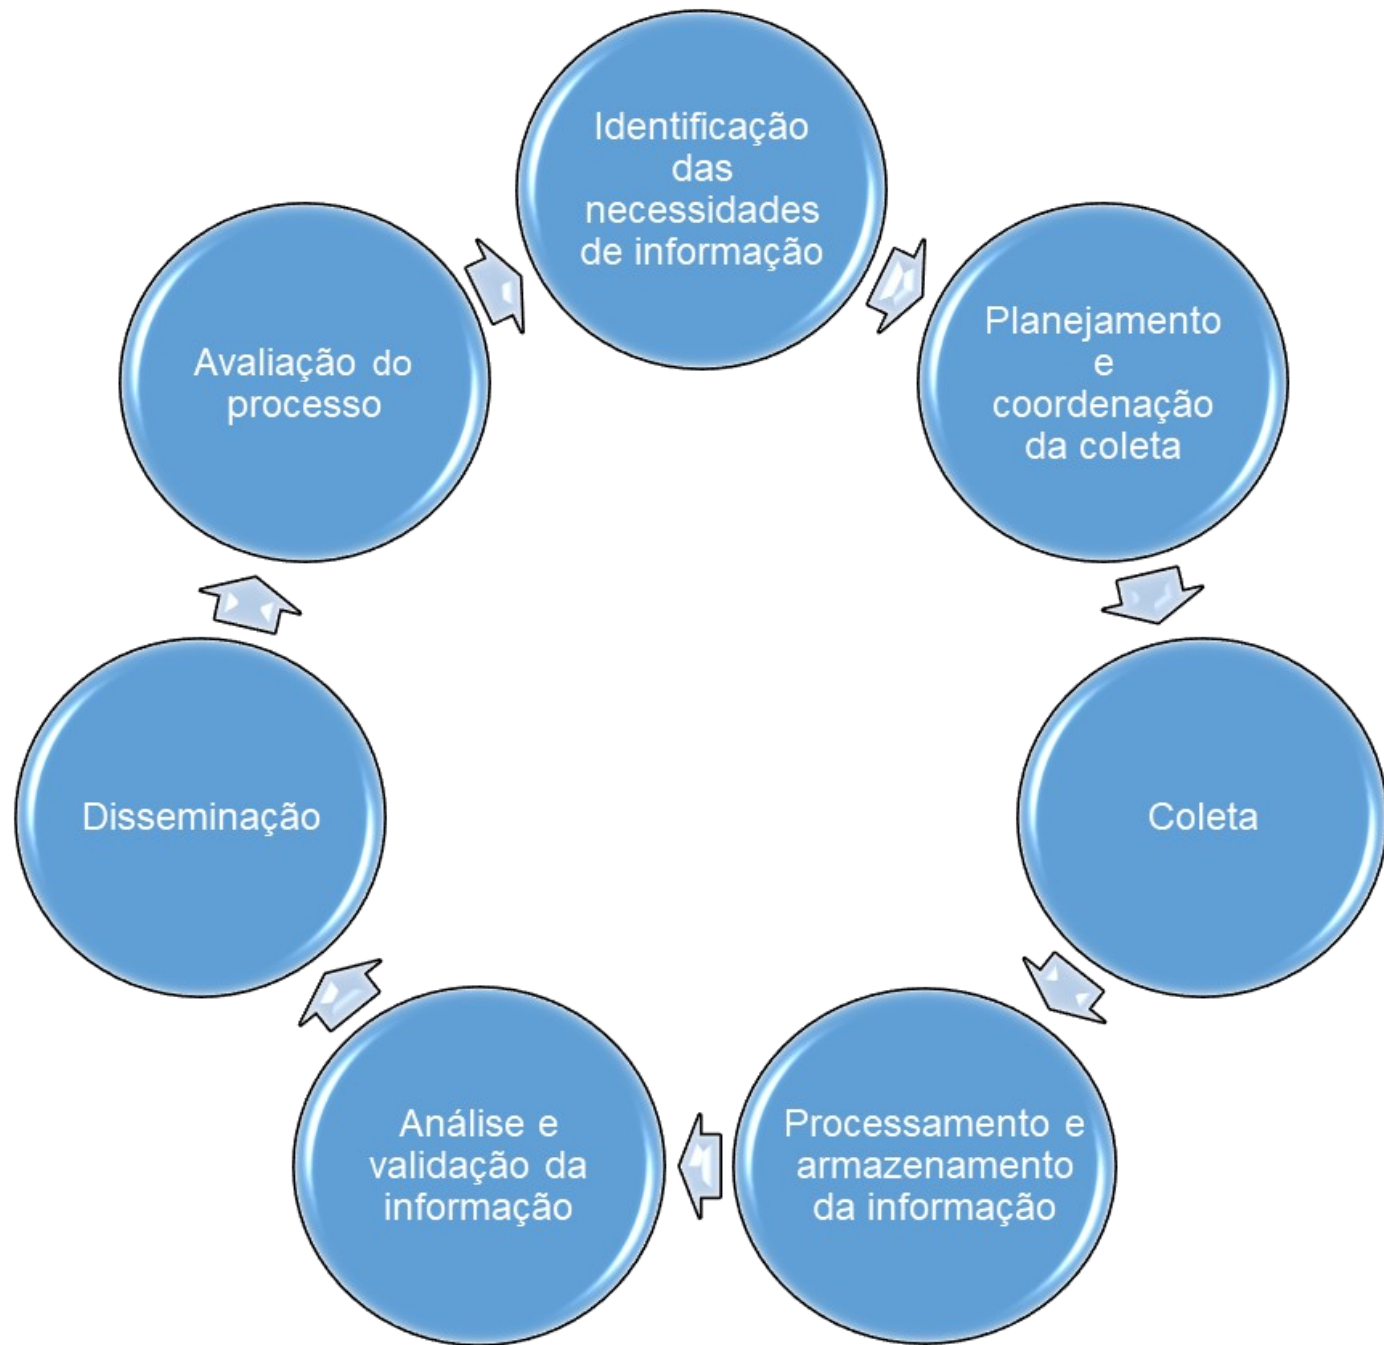 Identificação
das
necessidades
de informação
Planejamento
e
coordenação
da coleta
Coleta
Processamento e
armazenamento
da informação
Análise e
validação da
informação
Disseminação
Avaliação do
processo